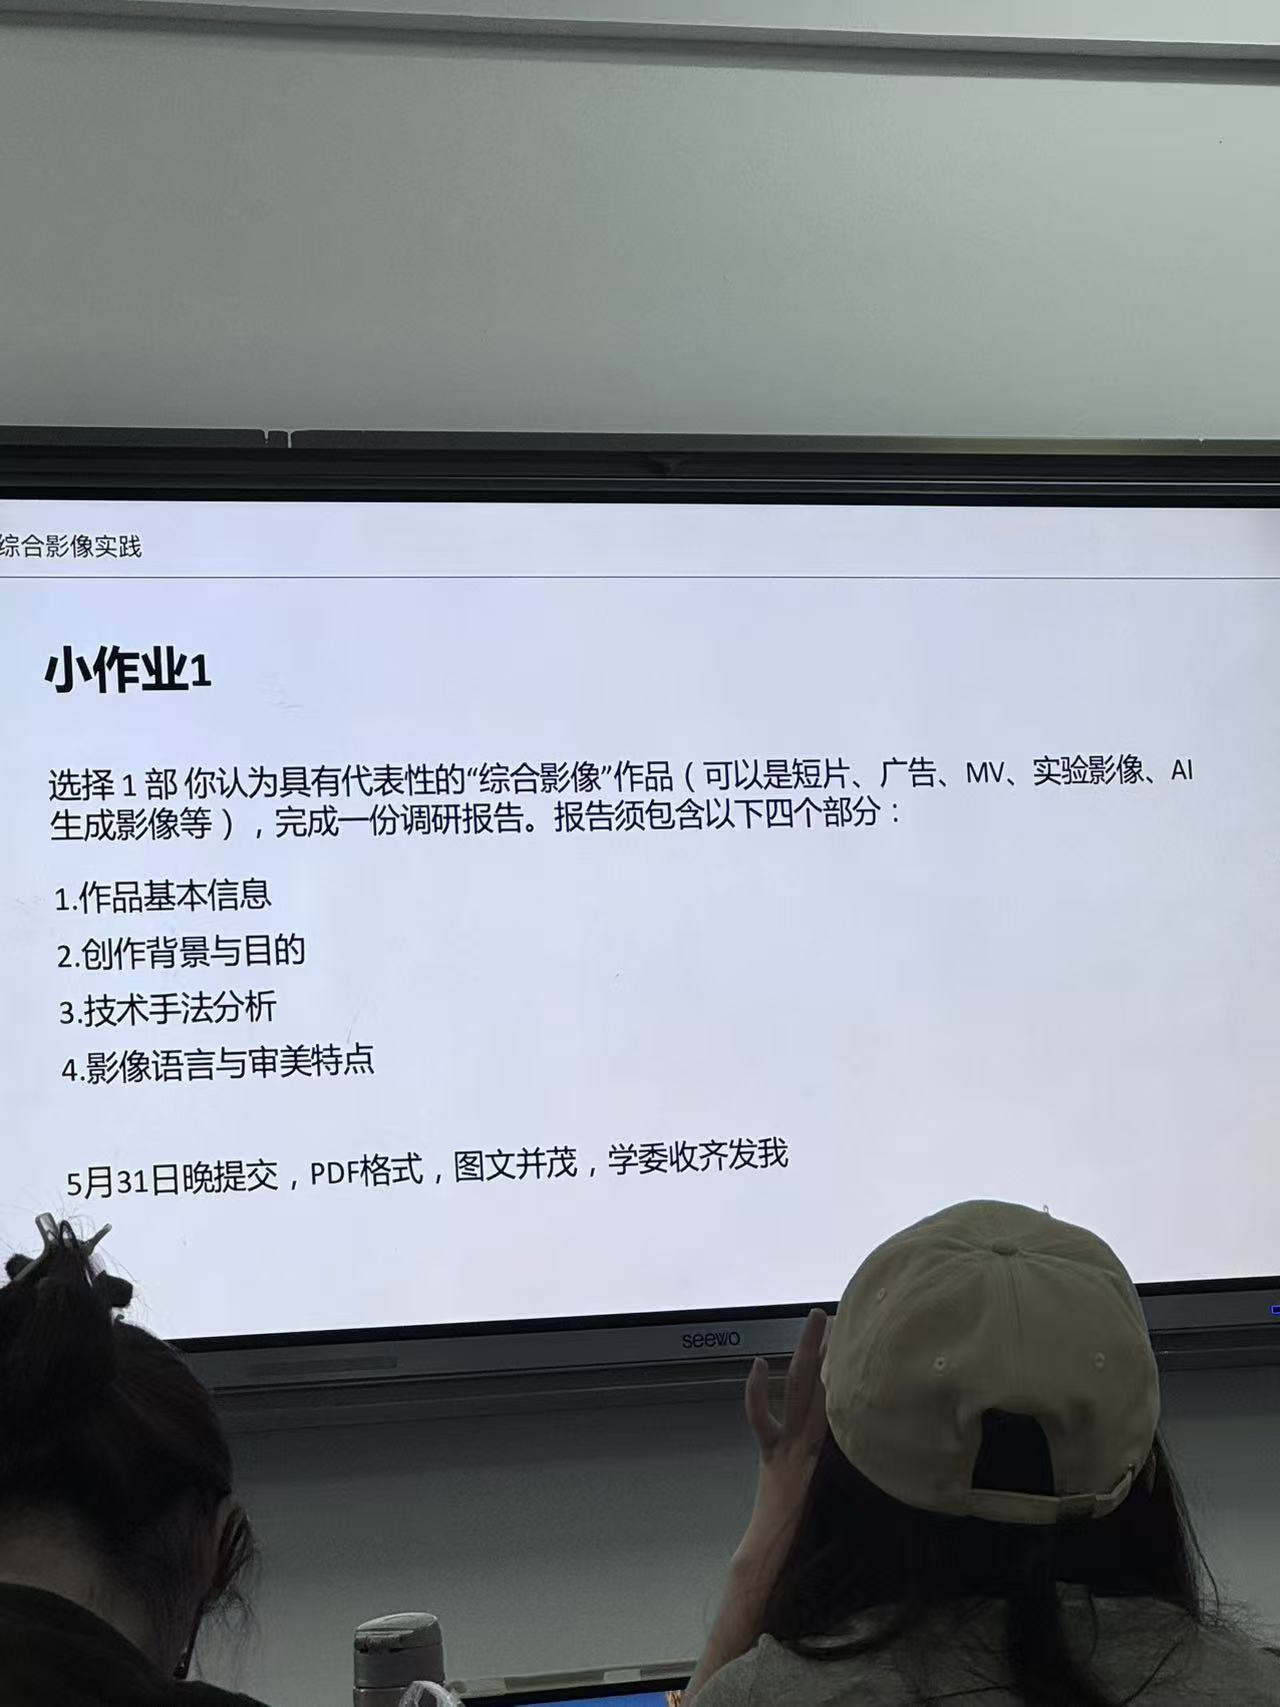 综合影像实践
小作业1
选择 1 部 你认为具有代表性的“综合影像”作品（可以是短片、广告、MV、实验影像、AI
生成影像等），完成一份调研报告。报告须包含以下四个部分：
1.作品基本信息
2.创作背景与目的
3.技术手法分析
4.影像语言与审美特点
5月31日晚提交，PDF格式，图文并茂，学委收齐发我
seewo